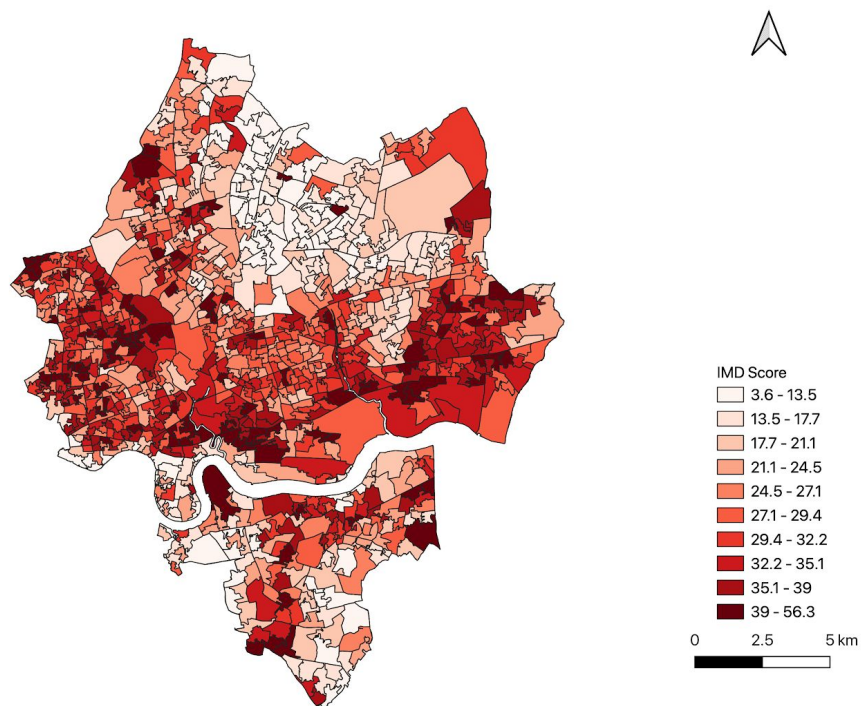 IMD Score
3.6 - 13.5
13.5 - 17.7
17.7 - 21.1
21.1 - 24.5
24.5 - 27.1
27.1 - 29.4
29.4 - 32.2
32.2 - 35.1
35.1 - 39
39 - 56.3
0 2.5 5 km